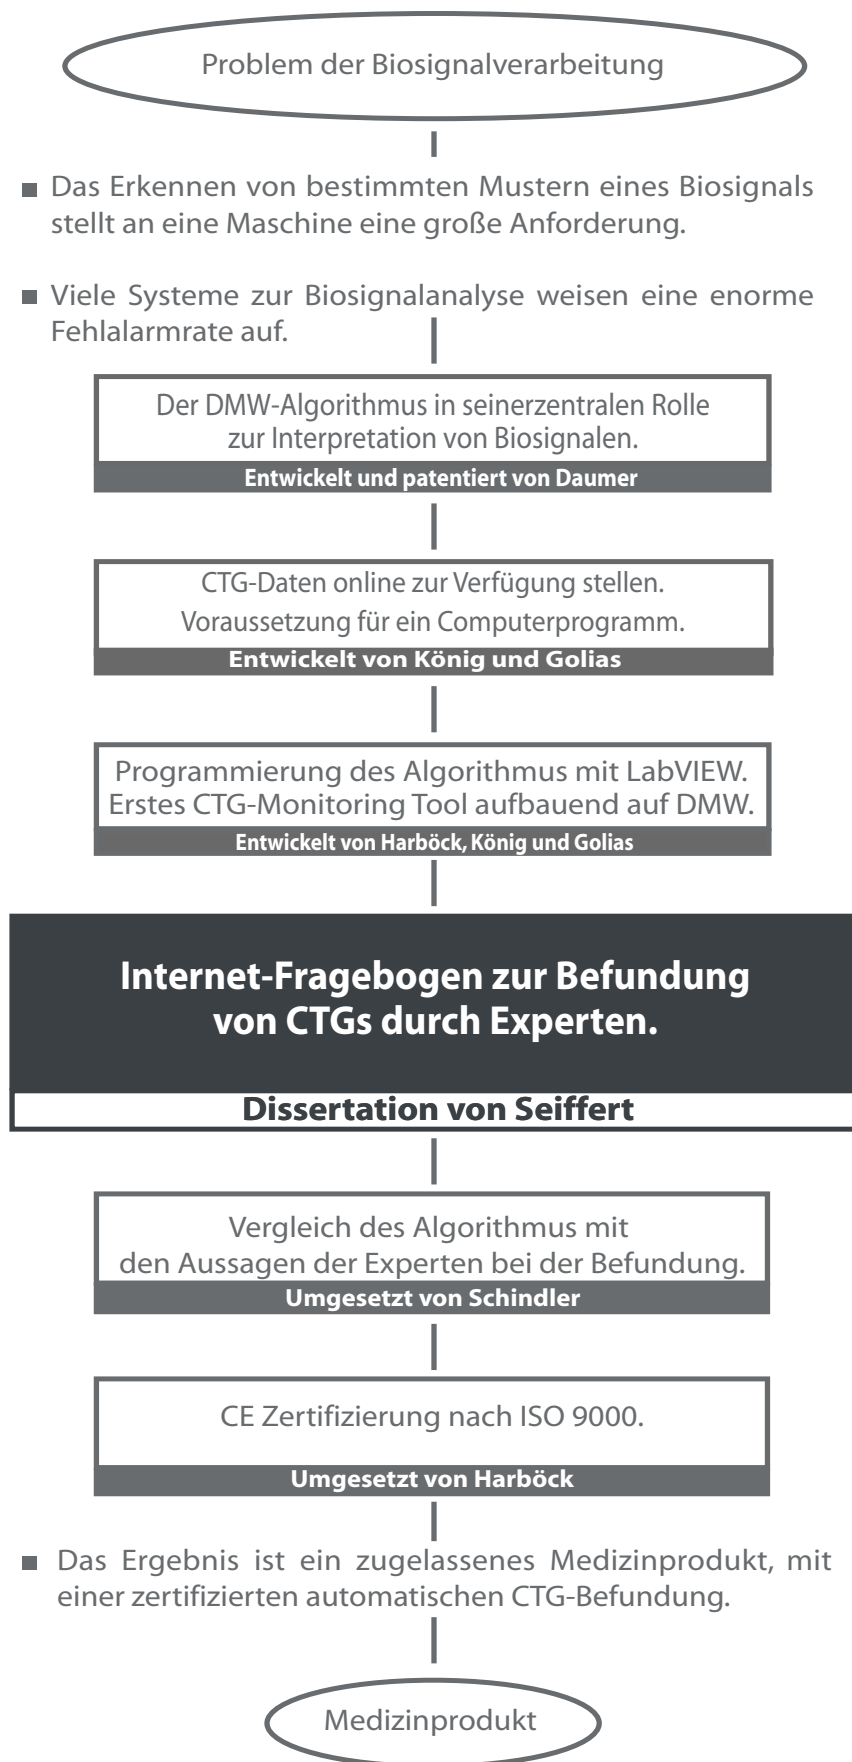 Problem der Biosignalverarbeitung
■ Das Erkennen von bestimmten Mustern eines Biosignals
stellt an eine Maschine eine große Anforderung.
■ Viele Systeme zur Biosignalanalyse weisen eine enorme
Fehlalarmrate auf.
Der DMW-Algorithmus in seinerzentralen Rolle
zur Interpretation von Biosignalen.
Entwickelt und patentiert von Daumer
CTG-Daten online zur Verfügung stellen.
Voraussetzung für ein Computerprogramm.
Entwickelt von König und Golias
Programmierung des Algorithmus mit LabVIEW.
Erstes CTG-Monitoring Tool aufbauend auf DMW.
Entwickelt von Harböck, König und Golias
Internet-Fragebogen zur Befundung
von CTGs durch Experten.
Dissertation von Seiffert
Vergleich des Algorithmus mit
den Aussagen der Experten bei der Befundung.
Umgesetzt von Schindler
CE Zertifizierung nach ISO 9000.
Umgesetzt von Harböck
■ Das Ergebnis ist ein zugelassenes Medizinprodukt, mit
einer zertifizierten automatischen CTG-Befundung.
Medizinprodukt